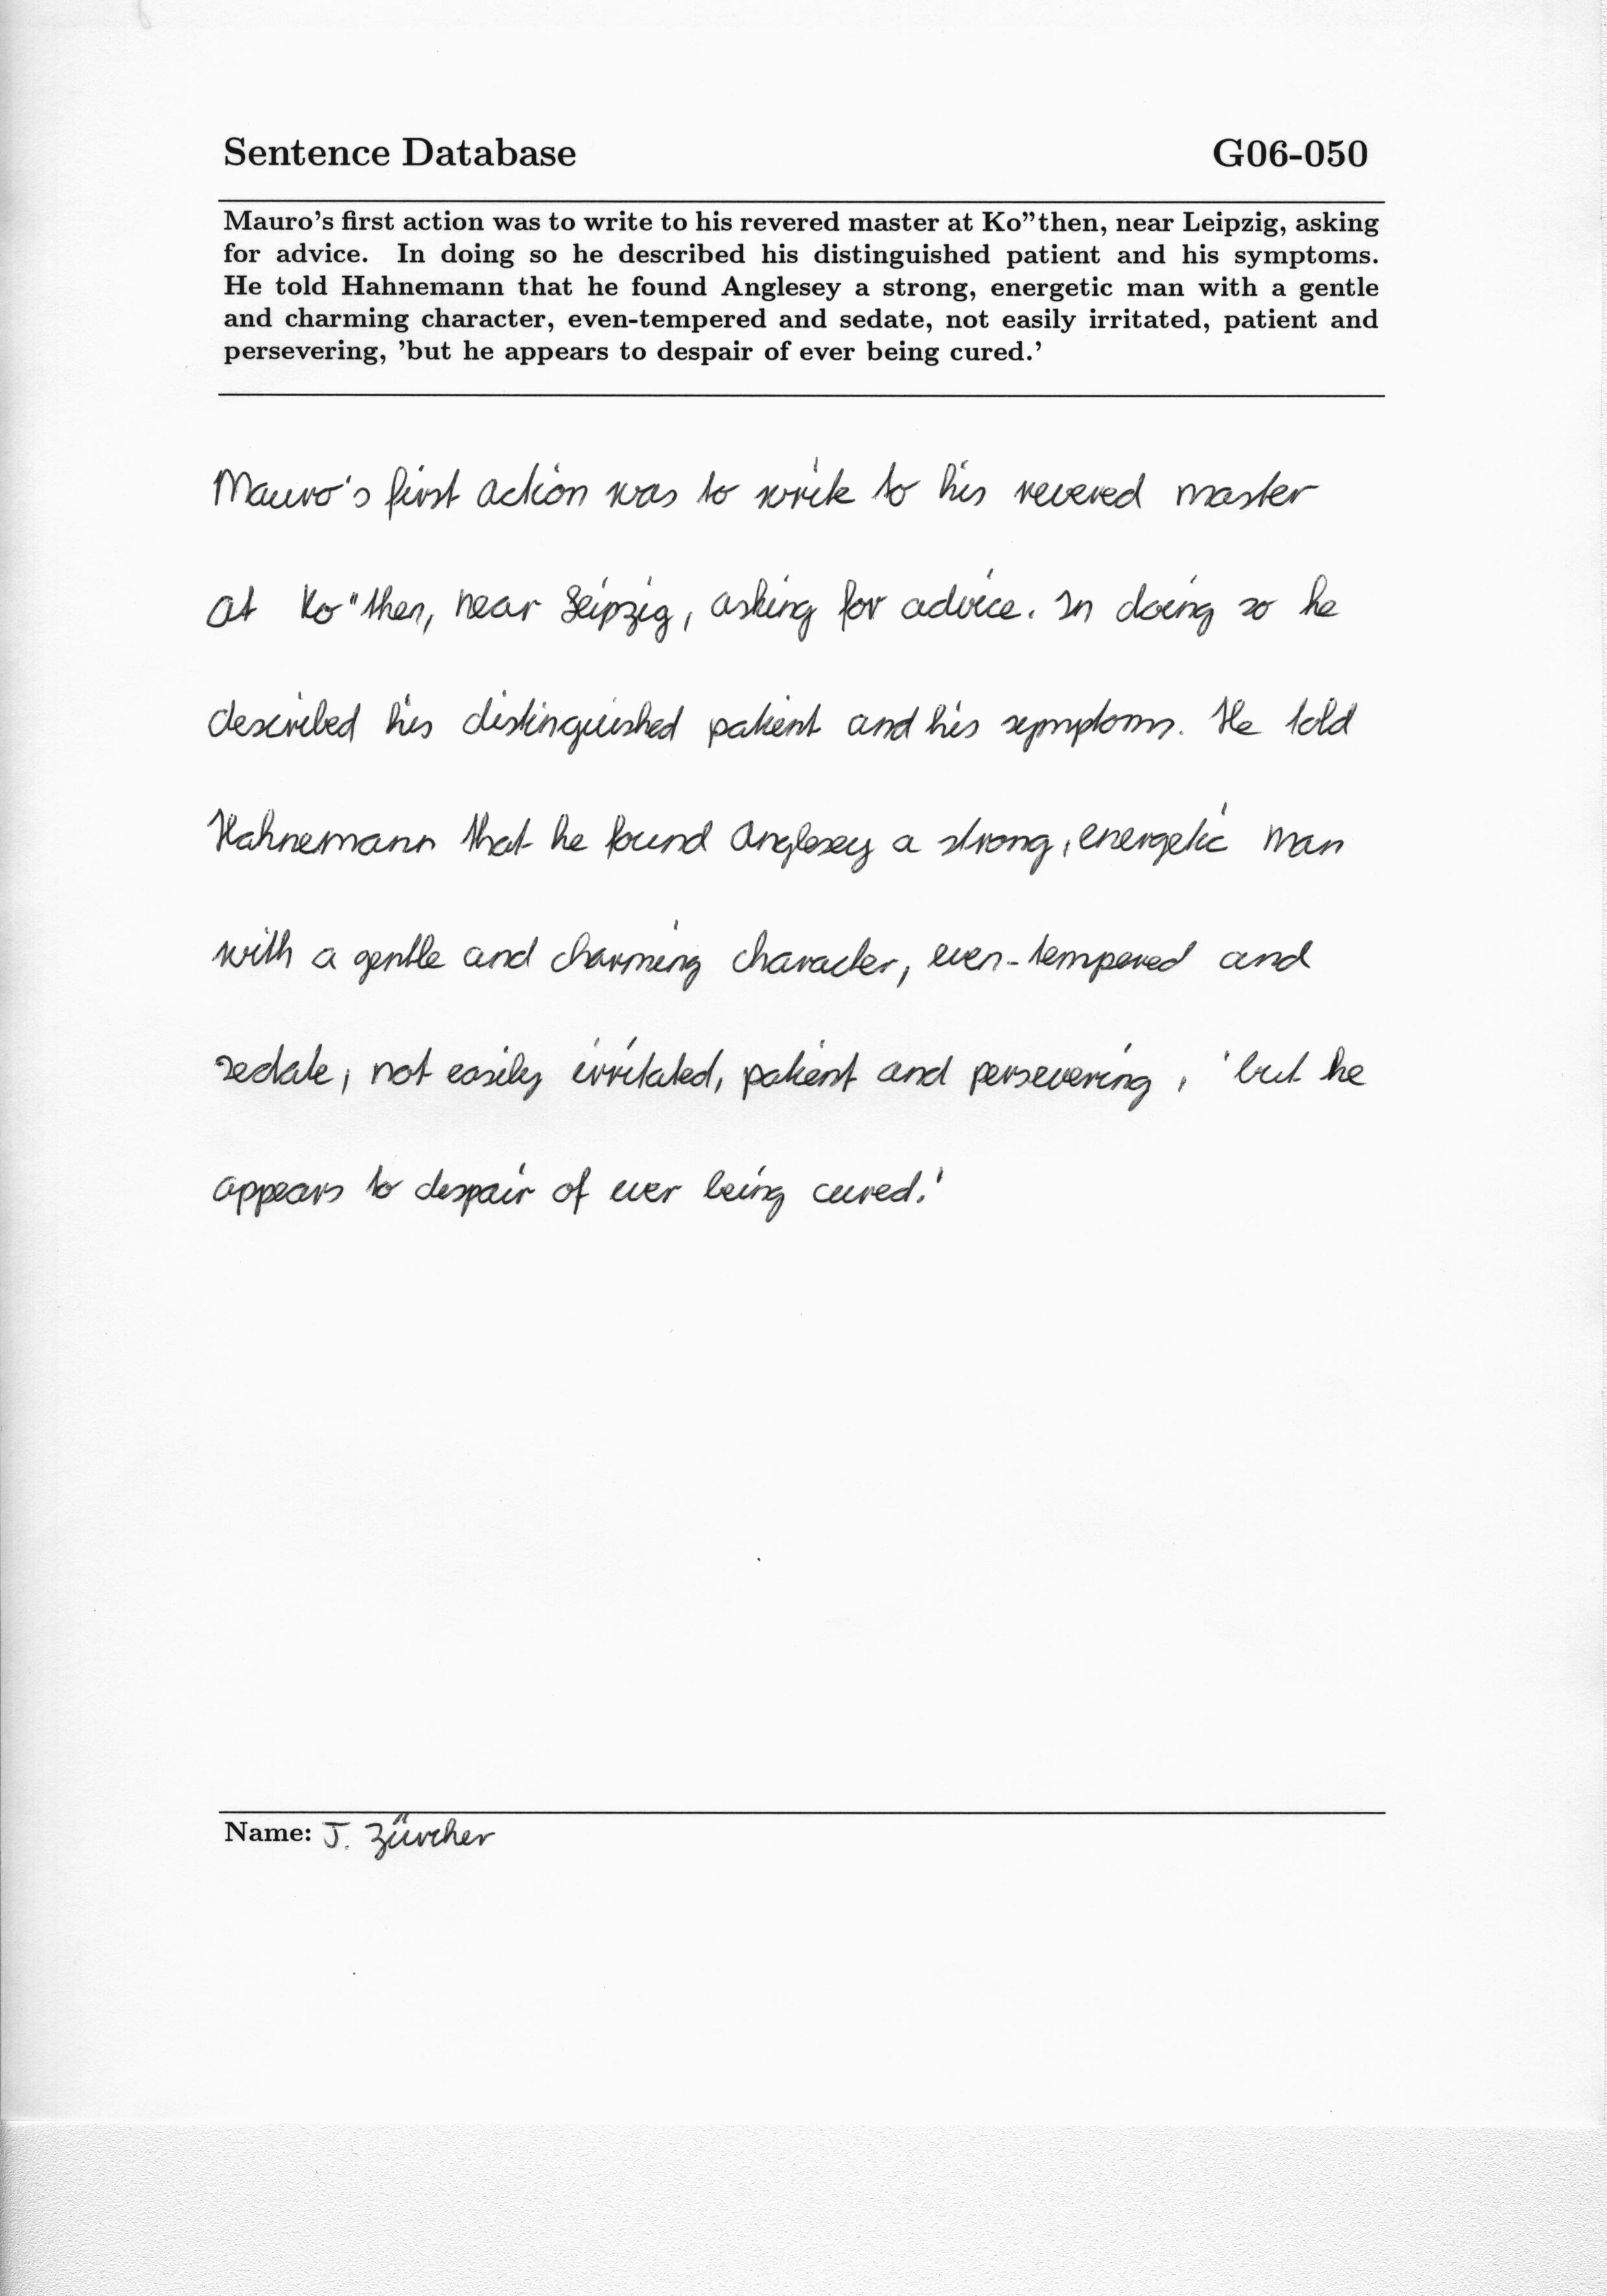 Sentence Database G06-050
Mauro's first action was to write to his revered master at Ko"then, near Leipzig, asking
for advice. In doing so he described his distinguished patient and his symptoms.
He told Hahnemann that he found Anglesey a strong, energetic man with a gentle
and charming character, even-tempered and sedate, not easily irritated, patient and
persevering, 'but he appears to despair of ever being cured.'
Mauro's first action was to write to his revered master
at Ko"then, near Leipzig, asking for advice. In doing so he
described his distinguished patient and his symptoms. He told
Hahnemann that he found Anglesey a strong, energetic man
with a gentle and charming character, even-tempered and
sedate, not easily irritated, patient and persevering, 'but he
appears to despair of ever being cured.'
Name: J. Zürcher